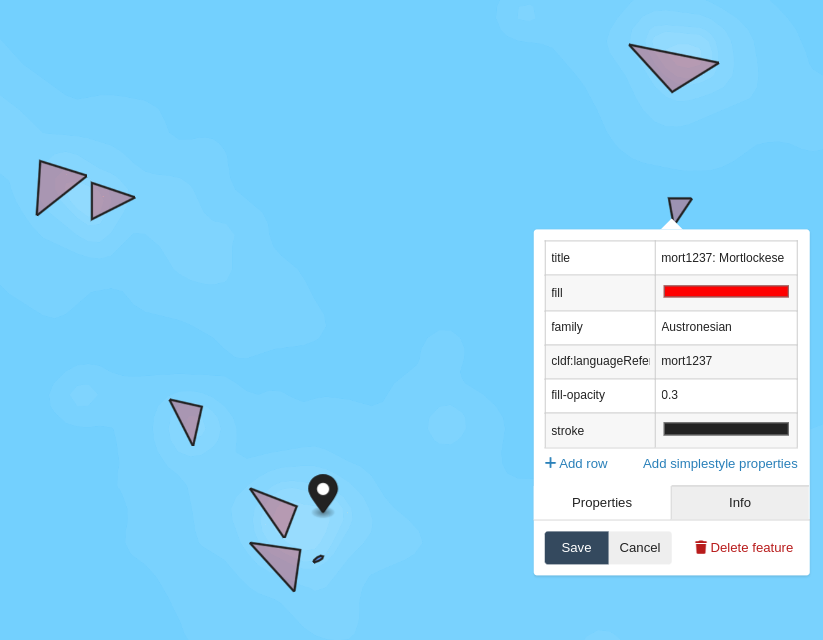 title mort1237: Mortlockese
fill
family Austronesian
cldf:languageRefe mort1237
fill-opacity 0.3
stroke
+ Add row Add simplestyle properties
Properties Info
Save Cancel Delete feature